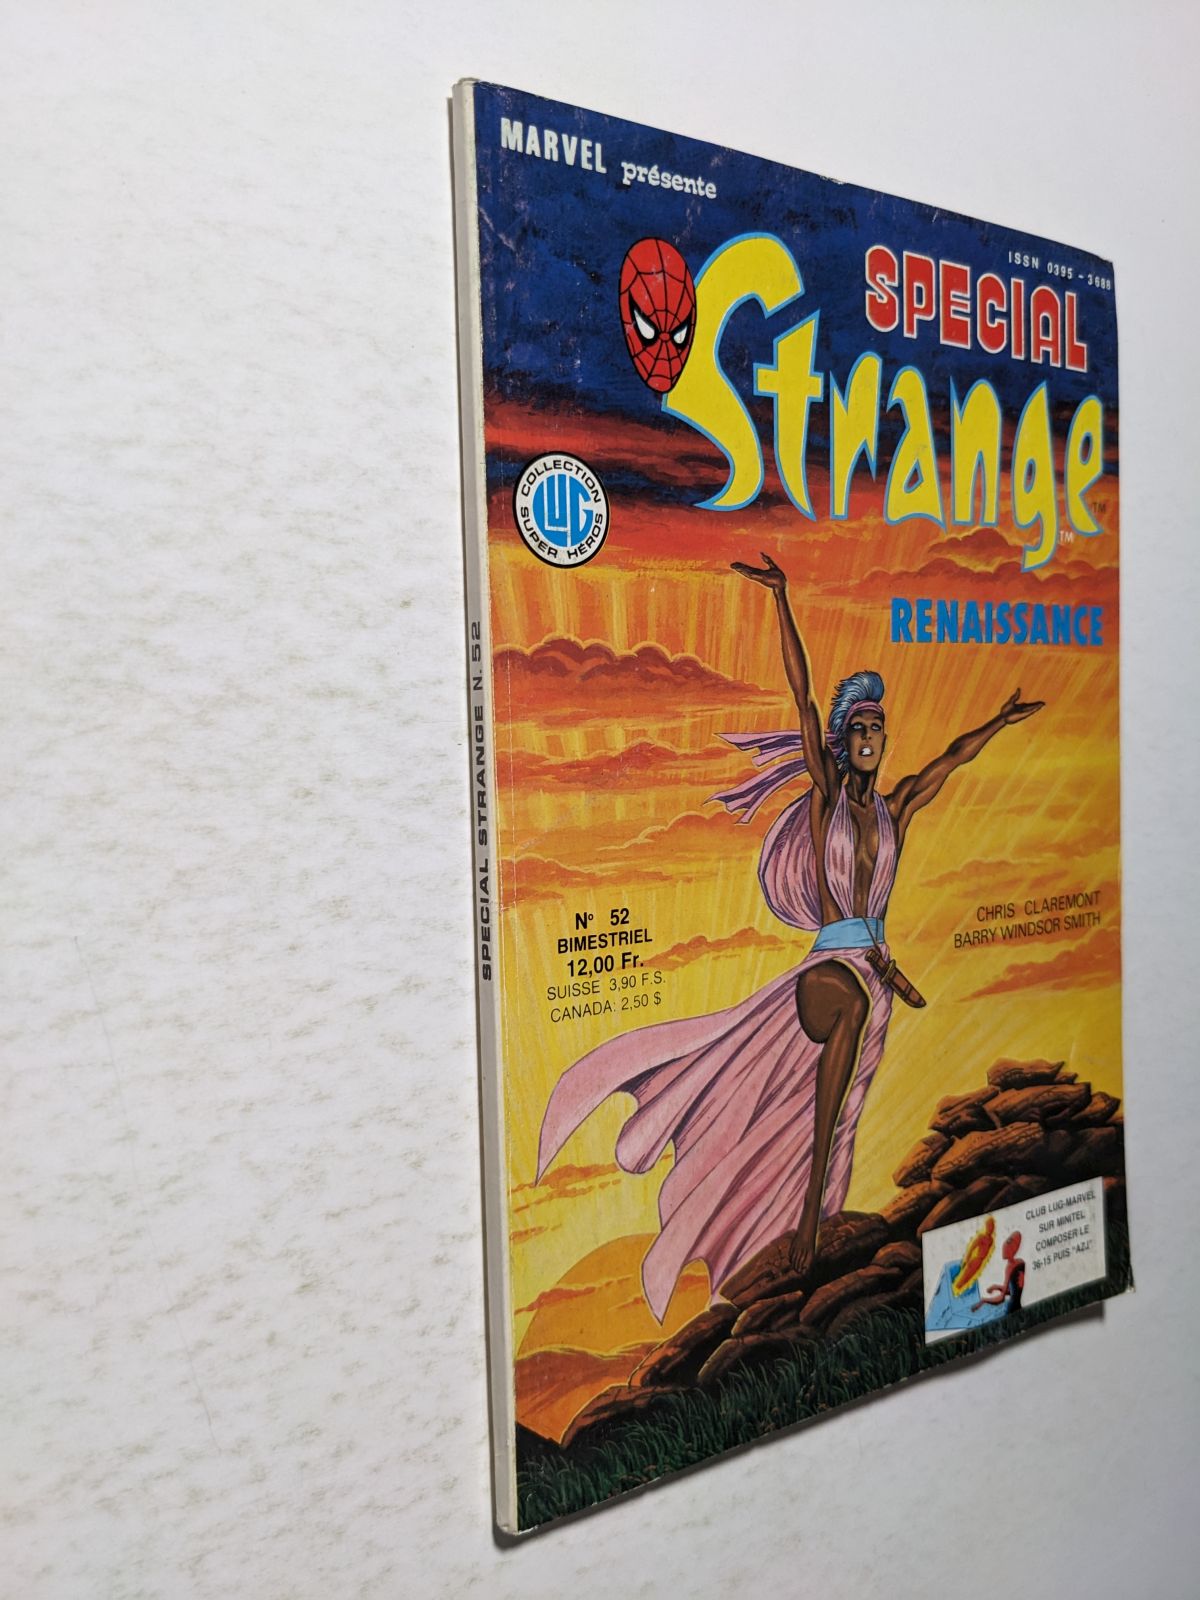 MARVEL présente
ISSN 0395-3688
SPECIAL
Strange
TM
TM
COLLECTION
LUG
SUPER HÉROS
RENAISSANCE
SPECIAL STRANGE N. 52
Nº 52
BIMESTRIEL
12,00 Fr.
SUISSE 3,90 F.S.
CANADA: 2,50 $
CHRIS CLAREMONT
BARRY WINDSOR SMITH
CLUB LUG-MARVEL
SUR MINITEL
COMPOSER LE
36-15 PUIS "AZJ"